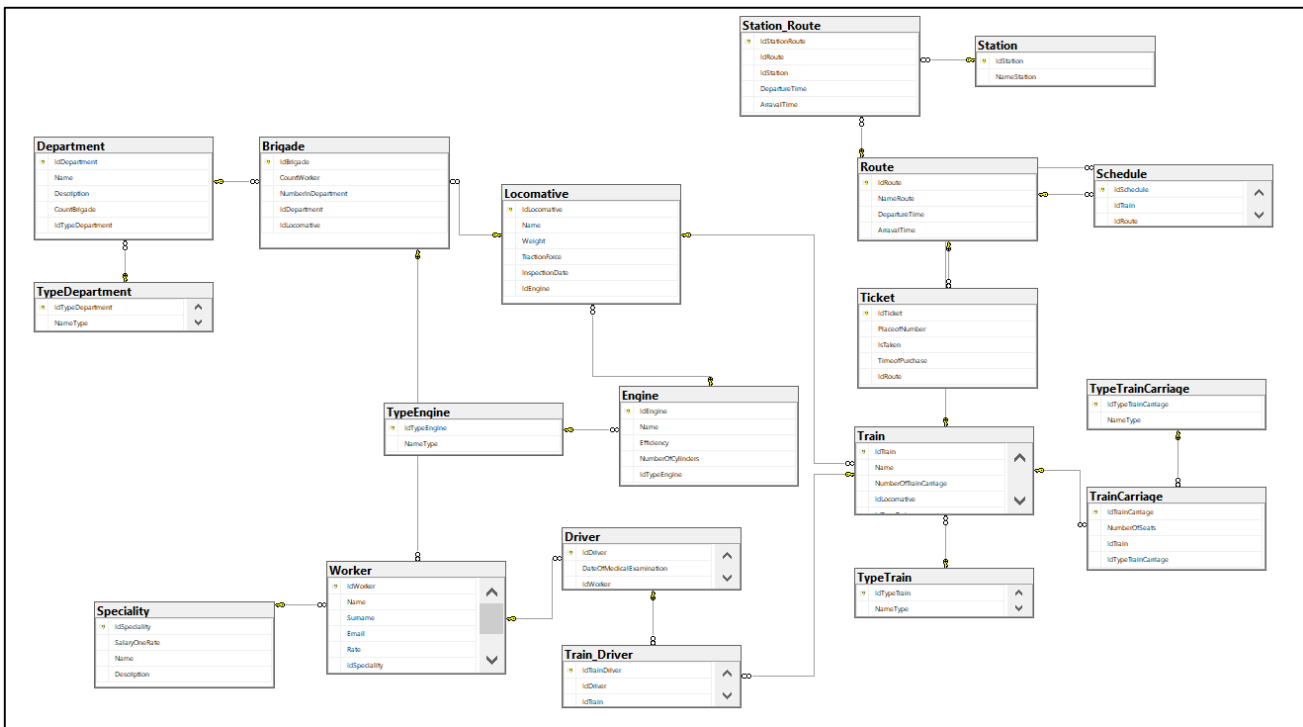 Station_Route
IdStationRoute
IdRoute
IdStation
DepartureTime
ArravalTime
Station
IdStation
NameStation
Department
IdDepartment
Name
Description
CountBrigade
IdTypeDepartment
Brigade
IdBrigade
CountWorker
NumberInDepartment
IdDepartment
IdLocomative
Locomative
IdLocomative
Name
Weight
TractionForce
InspectionDate
IdEngine
Route
IdRoute
NameRoute
DepartureTime
ArravalTime
Schedule
IdSchedule
IdTrain
IdRoute
TypeDepartment
IdTypeDepartment
NameType
Ticket
IdTicket
PlaceofNumber
IsTaken
TimeofPurchase
IdRoute
TypeEngine
IdTypeEngine
NameType
Engine
IdEngine
Name
Efficiency
NumberOfCylinders
IdTypeEngine
TypeTrainCarriage
IdTypeTrainCarriage
NameType
Train
IdTrain
Name
NumberOfTrainCarriage
IdLocomative
TrainCarriage
IdTrainCarriage
NumberOfSeats
IdTrain
IdTypeTrainCarriage
Driver
IdDriver
DateOfMedicalExamination
IdWorker
Worker
IdWorker
Name
Surname
Email
Rate
IdSpeciality
TypeTrain
IdTypeTrain
NameType
Speciality
IdSpeciality
SalaryOneRate
Name
Description
Train_Driver
IdTrainDriver
IdDriver
IdTrain